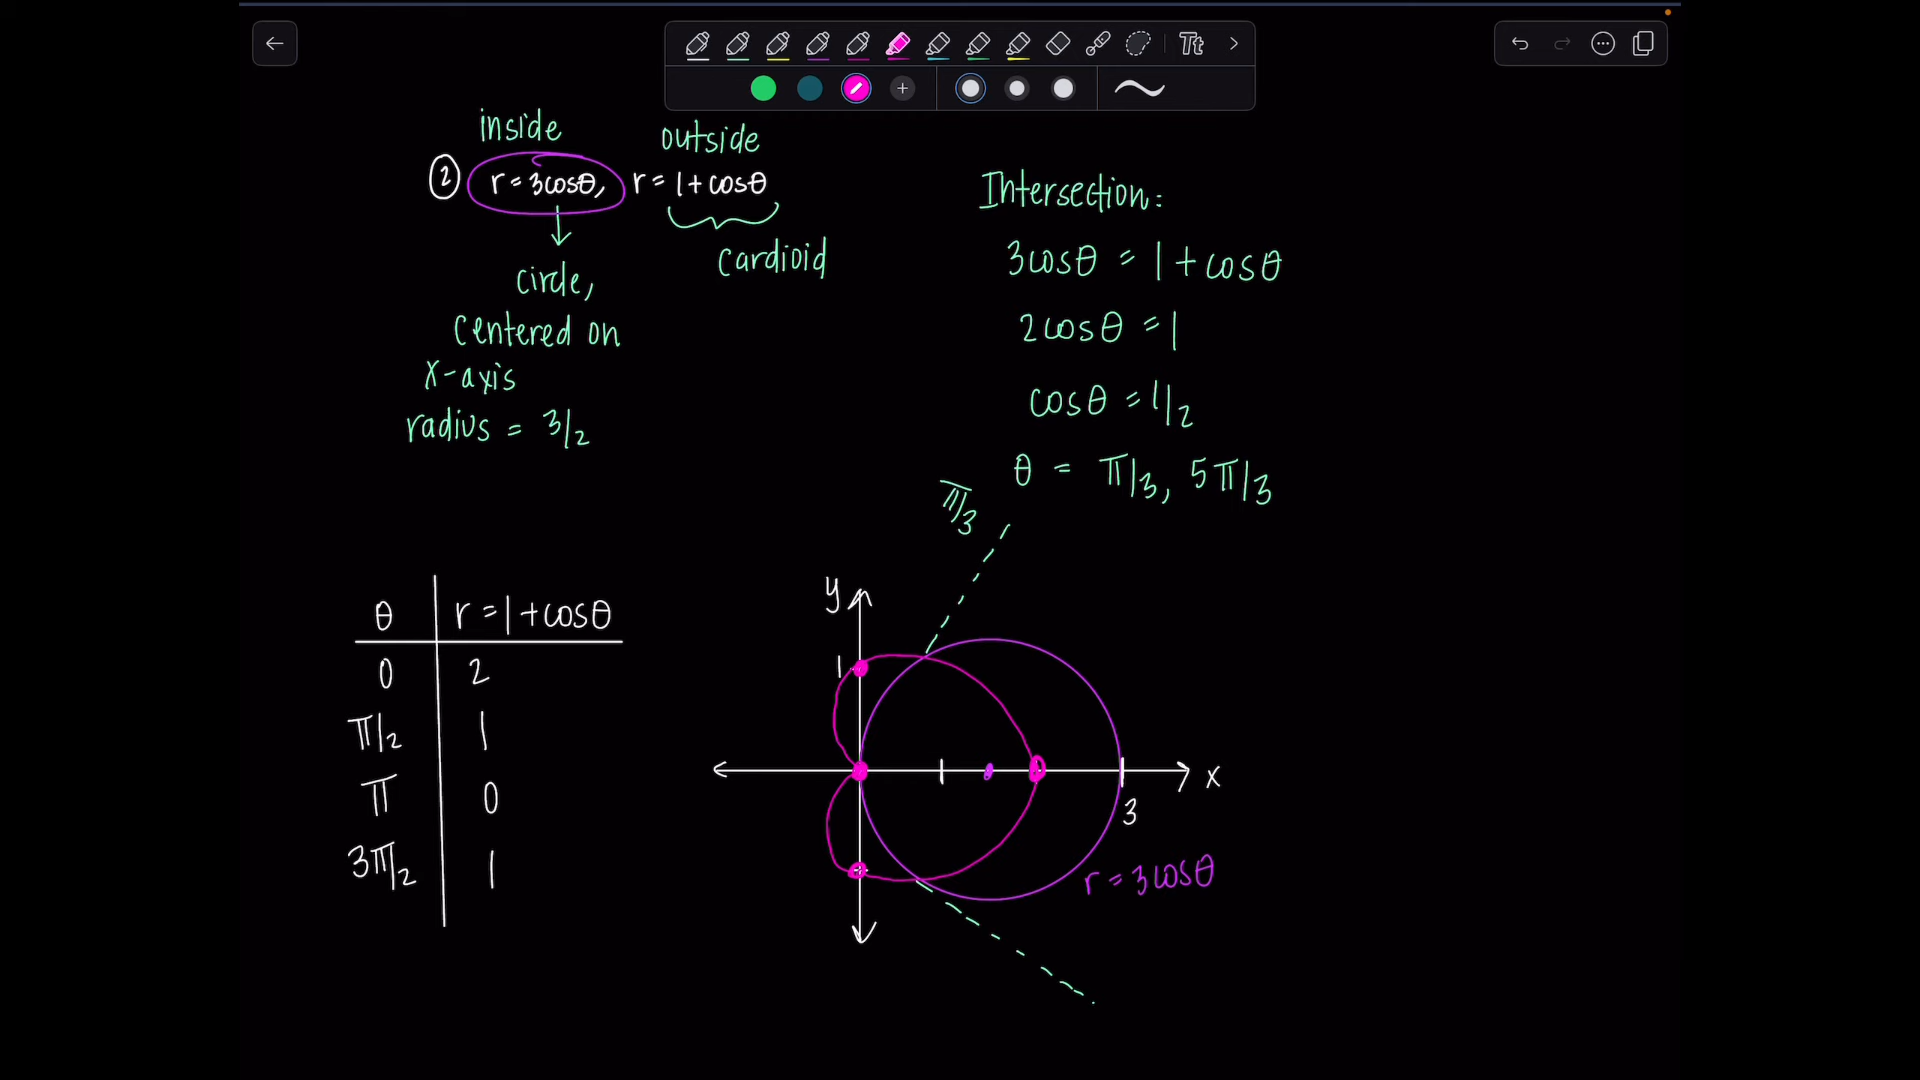 Tt
inside
outside
② r = 3cosθ, r = 1 + cosθ
cardioid
circle,
centered on
x-axis
radius = 3/2
Intersection:
3cosθ = 1 + cosθ
2cosθ = 1
cosθ = 1/2
θ = π/3, 5π/3
π/3
θ r = 1 + cosθ
0 2
π/2 1
π 0
3π/2 1
y
1
x
3
r = 3cosθ